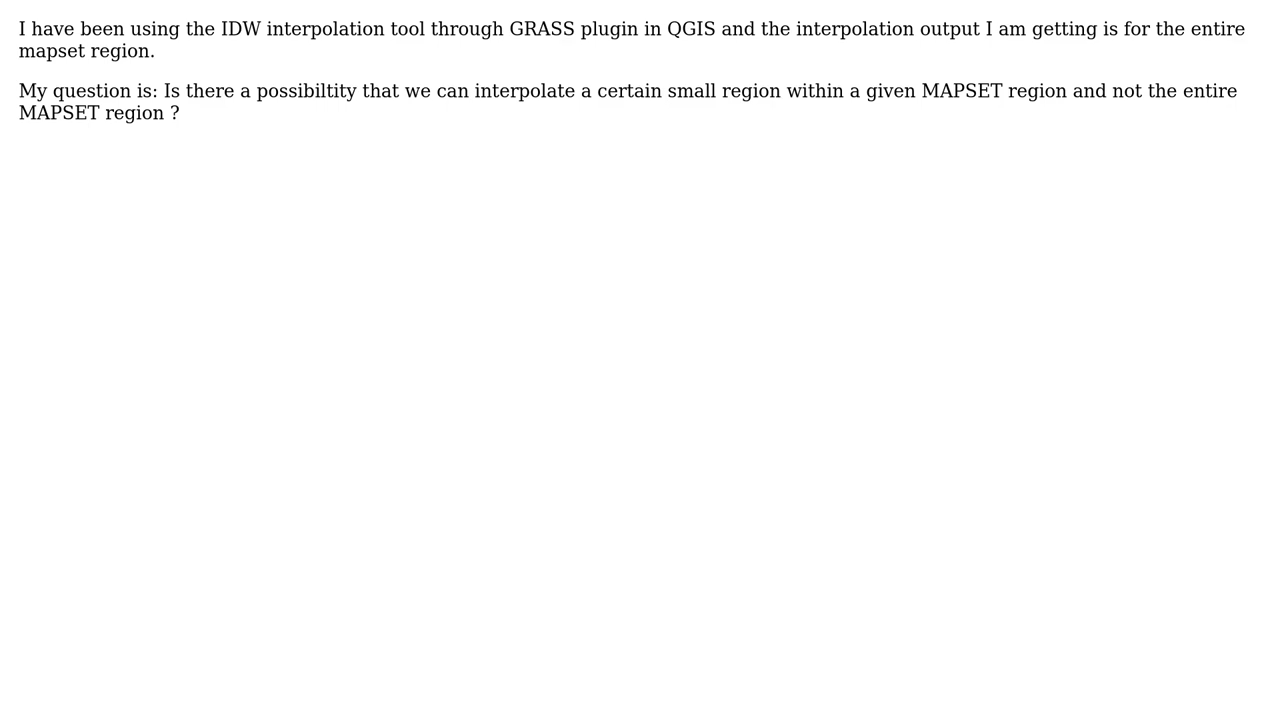 I have been using the IDW interpolation tool through GRASS plugin in QGIS and the interpolation output I am getting is for the entire
mapset region.
My question is: Is there a possibiltity that we can interpolate a certain small region within a given MAPSET region and not the entire
MAPSET region ?